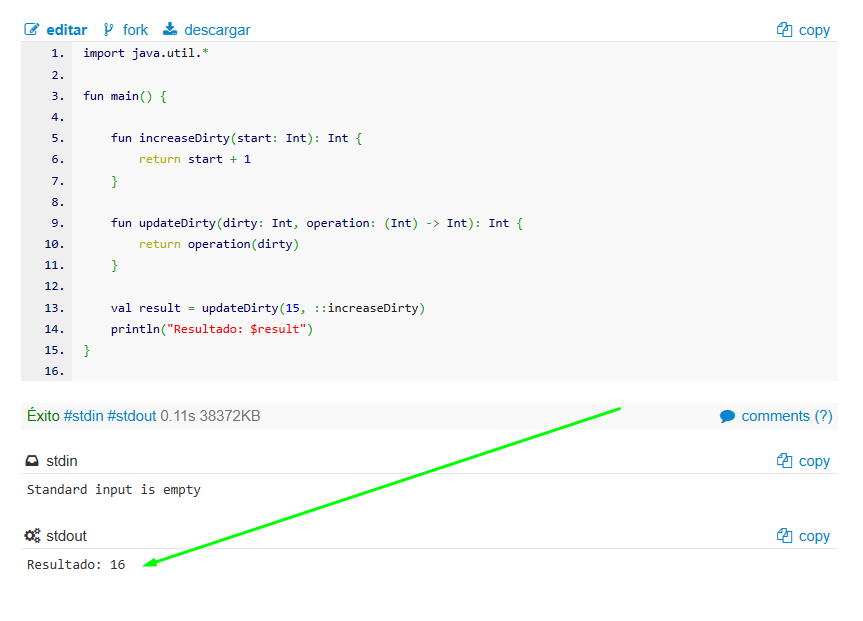 editar fork descargar copy
1. import java.util.*
2.
3. fun main() {
4.
5. fun increaseDirty(start: Int): Int {
6. return start + 1
7. }
8.
9. fun updateDirty(dirty: Int, operation: (Int) -> Int): Int {
10. return operation(dirty)
11. }
12.
13. val result = updateDirty(15, ::increaseDirty)
14. println("Resultado: $result")
15. }
16.
Éxito #stdin #stdout 0.11s 38372KB comments (?)
stdin copy
Standard input is empty
stdout copy
Resultado: 16